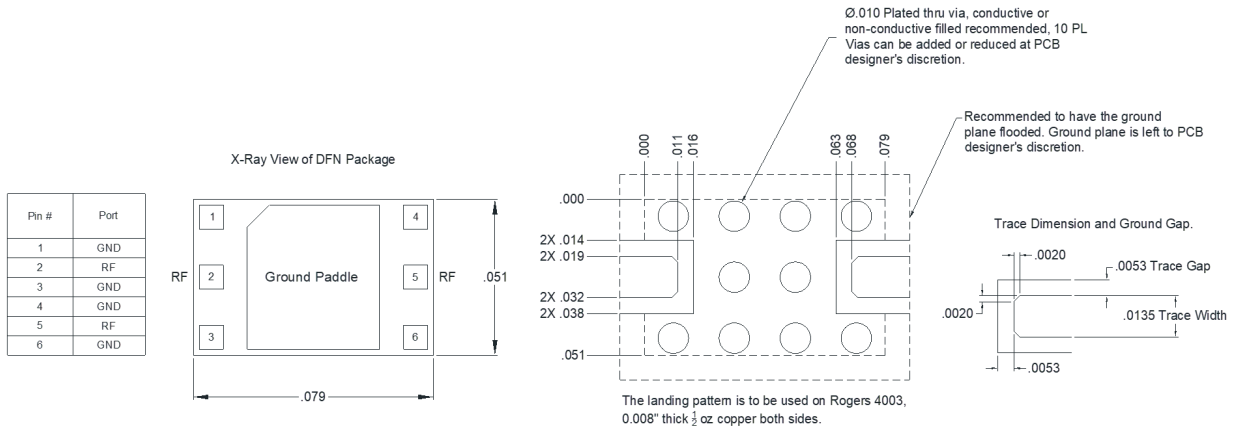 Ø.010 Plated thru via, conductive or
non-conductive filled recommended, 10 PL
Vias can be added or reduced at PCB
designer's discretion.
Recommended to have the ground
plane flooded. Ground plane is left to PCB
designer's discretion.
X-Ray View of DFN Package
Pin # Port
1 GND
2 RF
3 GND
4 GND
5 RF
6 GND
1 4
RF 2 Ground Paddle 5 RF
3 6
.051
.079
.000 .011 .016 .063 .068 .079
.000
2X .014
2X .019
2X .032
2X .038
.051
The landing pattern is to be used on Rogers 4003,
0.008" thick ½ oz copper both sides.
Trace Dimension and Ground Gap.
.0020
.0053 Trace Gap
.0020
.0135 Trace Width
.0053